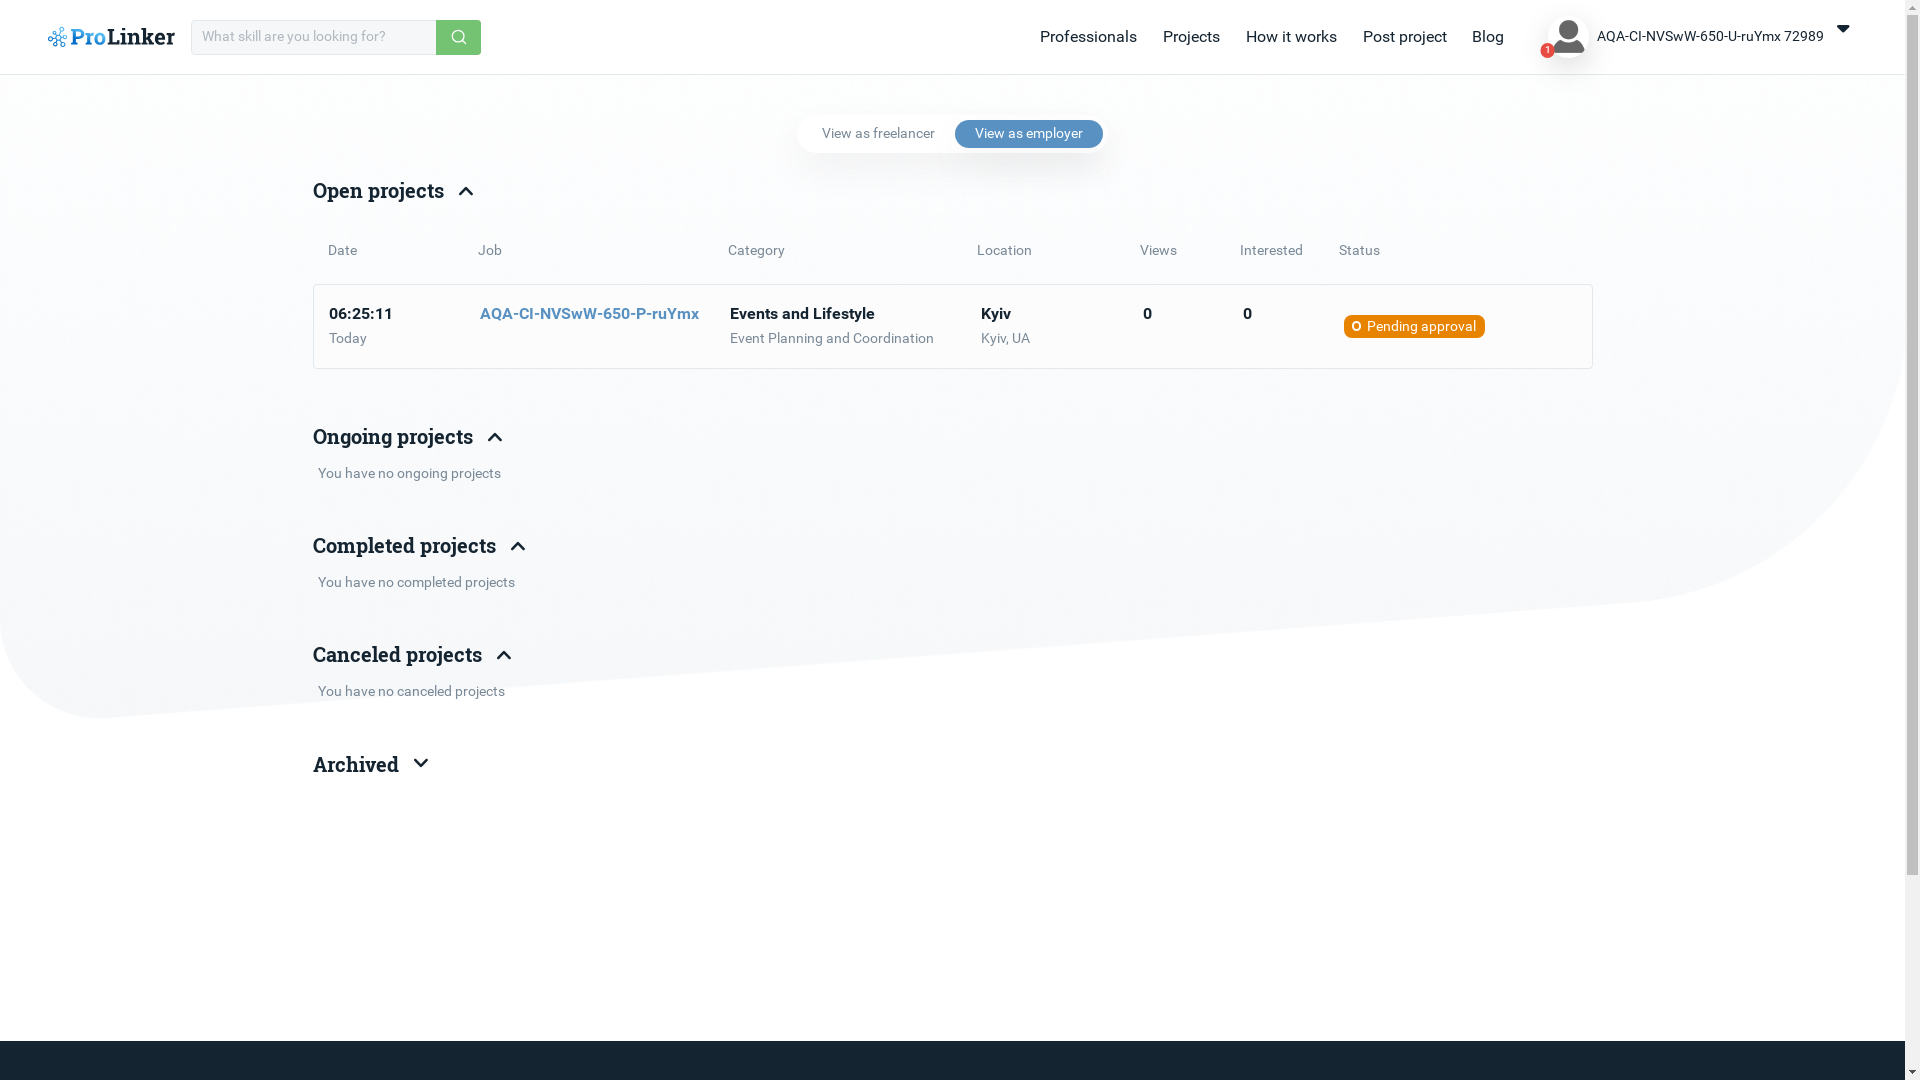 ProLinker
What skill are you looking for?
Professionals
Projects
How it works
Post project
Blog
1
AQA-CI-NVSwW-650-U-ruYmx 72989
View as freelancer
View as employer
Open projects
Date
Job
Category
Location
Views
Interested
Status
06:25:11
Today
AQA-CI-NVSwW-650-P-ruYmx
Events and Lifestyle
Event Planning and Coordination
Kyiv
Kyiv, UA
0
0
Pending approval
Ongoing projects
You have no ongoing projects
Completed projects
You have no completed projects
Canceled projects
You have no canceled projects
Archived